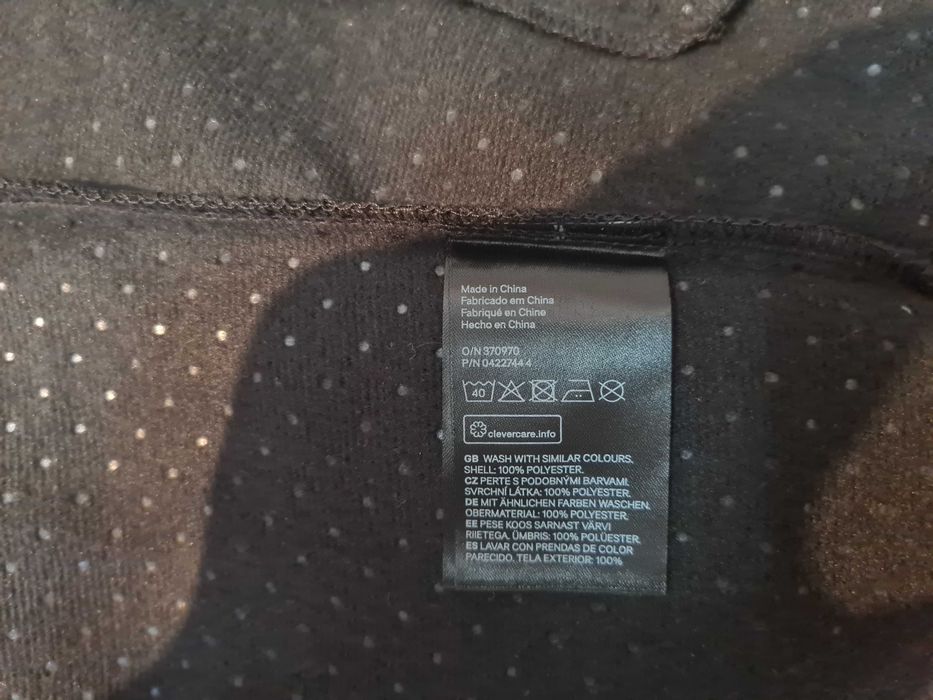 Made in China
Fabricado em China
Fabriqué en Chine
Hecho en China
O/N 370970
P/N 04227444
40
clevercare.info
GB WASH WITH SIMILAR COLOURS.
SHELL: 100% POLYESTER.
CZ PERTE S PODOBNÝMI BARVAMI.
SVRCHNÍ LÁTKA: 100% POLYESTER.
DE MIT ÄHNLICHEN FARBEN WASCHEN.
OBERMATERIAL: 100% POLYESTER.
EE PESE KOOS SARNAST VÄRVI
RIIETEGA. ÜMBRIS: 100% POLÜESTER.
ES LAVAR CON PRENDAS DE COLOR
PARECIDO. TELA EXTERIOR: 100%